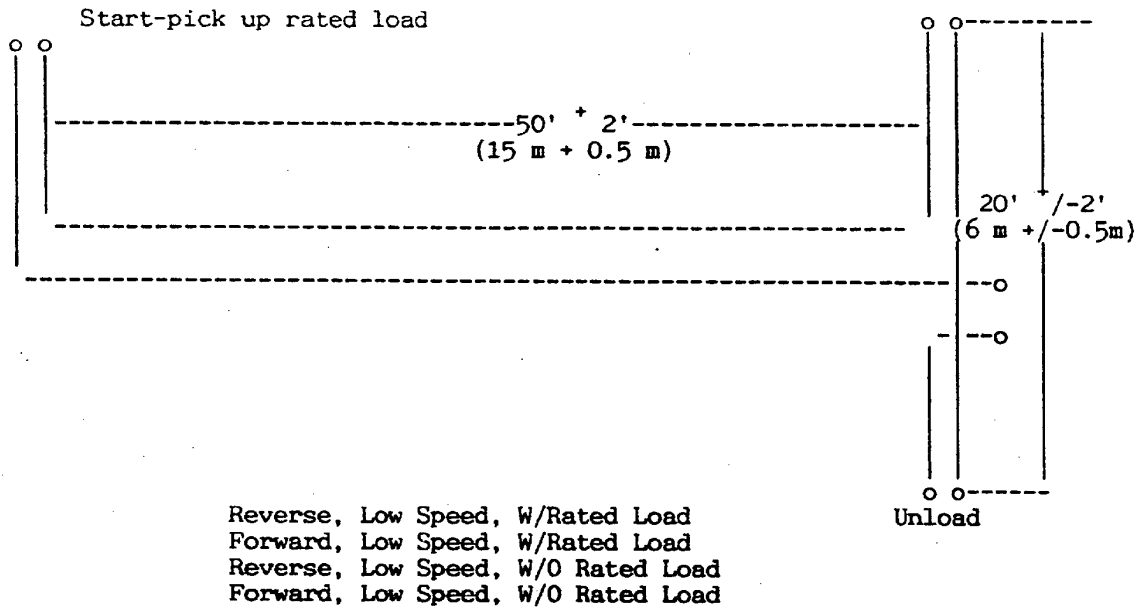 Start-pick up rated load
50' + 2'
(15 m + 0.5 m)
20' +/-2'
(6 m +/-0.5m)
Unload
Reverse, Low Speed, W/Rated Load
Forward, Low Speed, W/Rated Load
Reverse, Low Speed, W/O Rated Load
Forward, Low Speed, W/O Rated Load